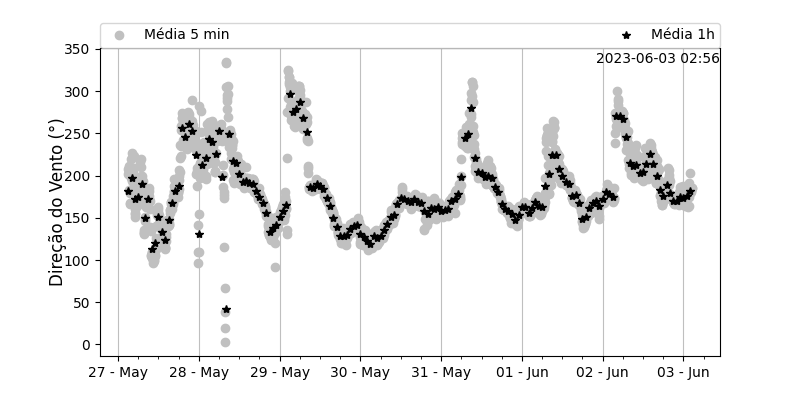 Média 5 min
Média 1h
2023-06-03 02:56
Direção do Vento (°)
350
300
250
200
150
100
50
0
27 - May
28 - May
29 - May
30 - May
31 - May
01 - Jun
02 - Jun
03 - Jun